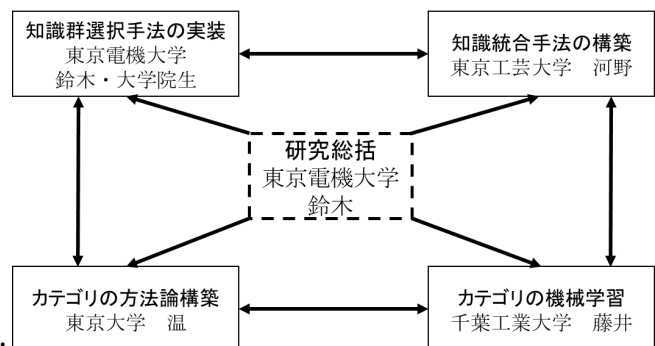 知識群選択手法の実装
東京電機大学
鈴木・大学院生
知識統合手法の構築
東京工芸大学　河野
研究総括
東京電機大学
鈴木
カテゴリの方法論構築
東京大学　温
カテゴリの機械学習
千葉工業大学　藤井